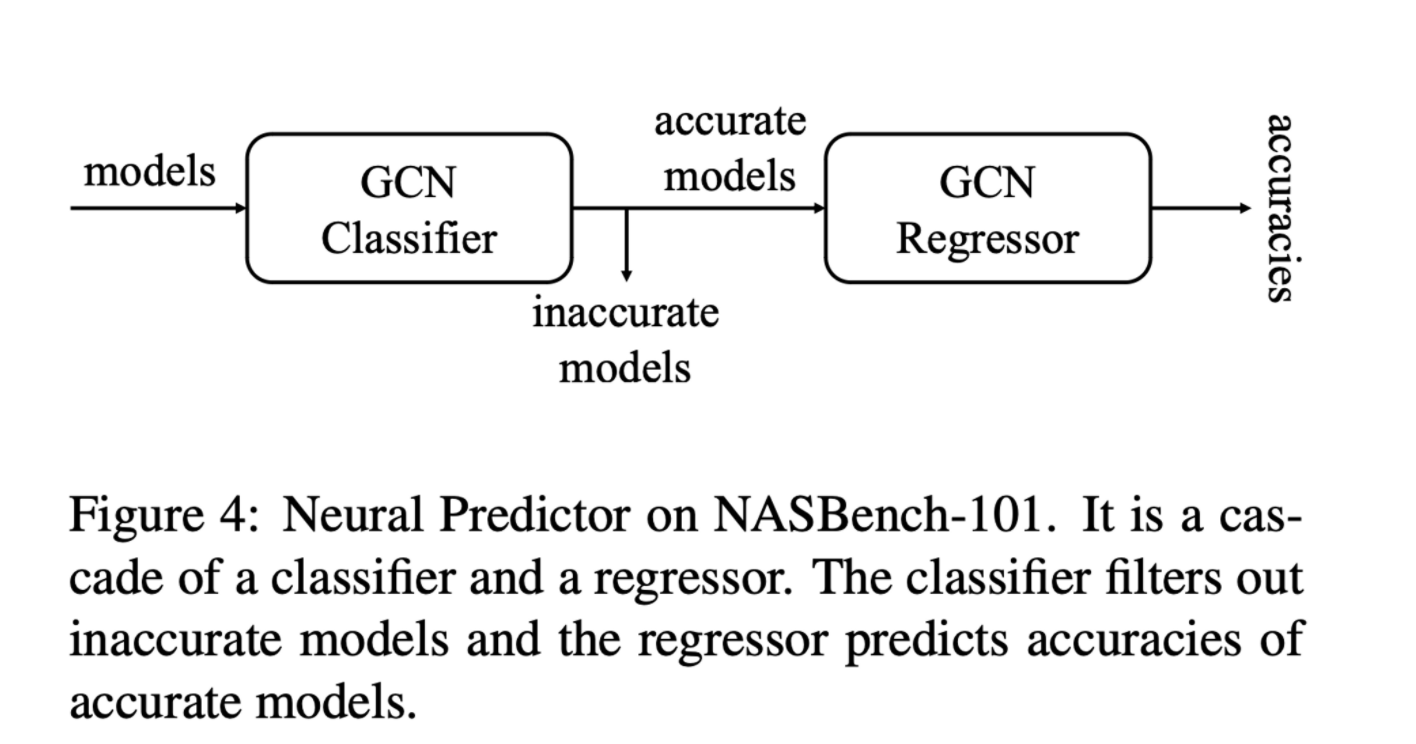 models
GCN
Classifier
accurate
models
inaccurate
models
GCN
Regressor
accuracies
Figure 4: Neural Predictor on NASBench-101. It is a cas-
cade of a classifier and a regressor. The classifier filters out
inaccurate models and the regressor predicts accuracies of
accurate models.